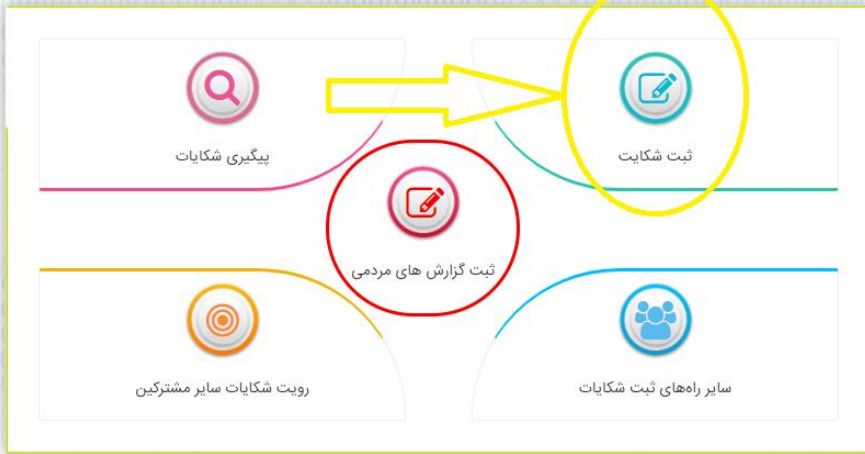 ثبت شکایت
پیگیری شکایات
ثبت گزارش های مردمی
سایر راه‌های ثبت شکایات
رویت شکایات سایر مشترکین